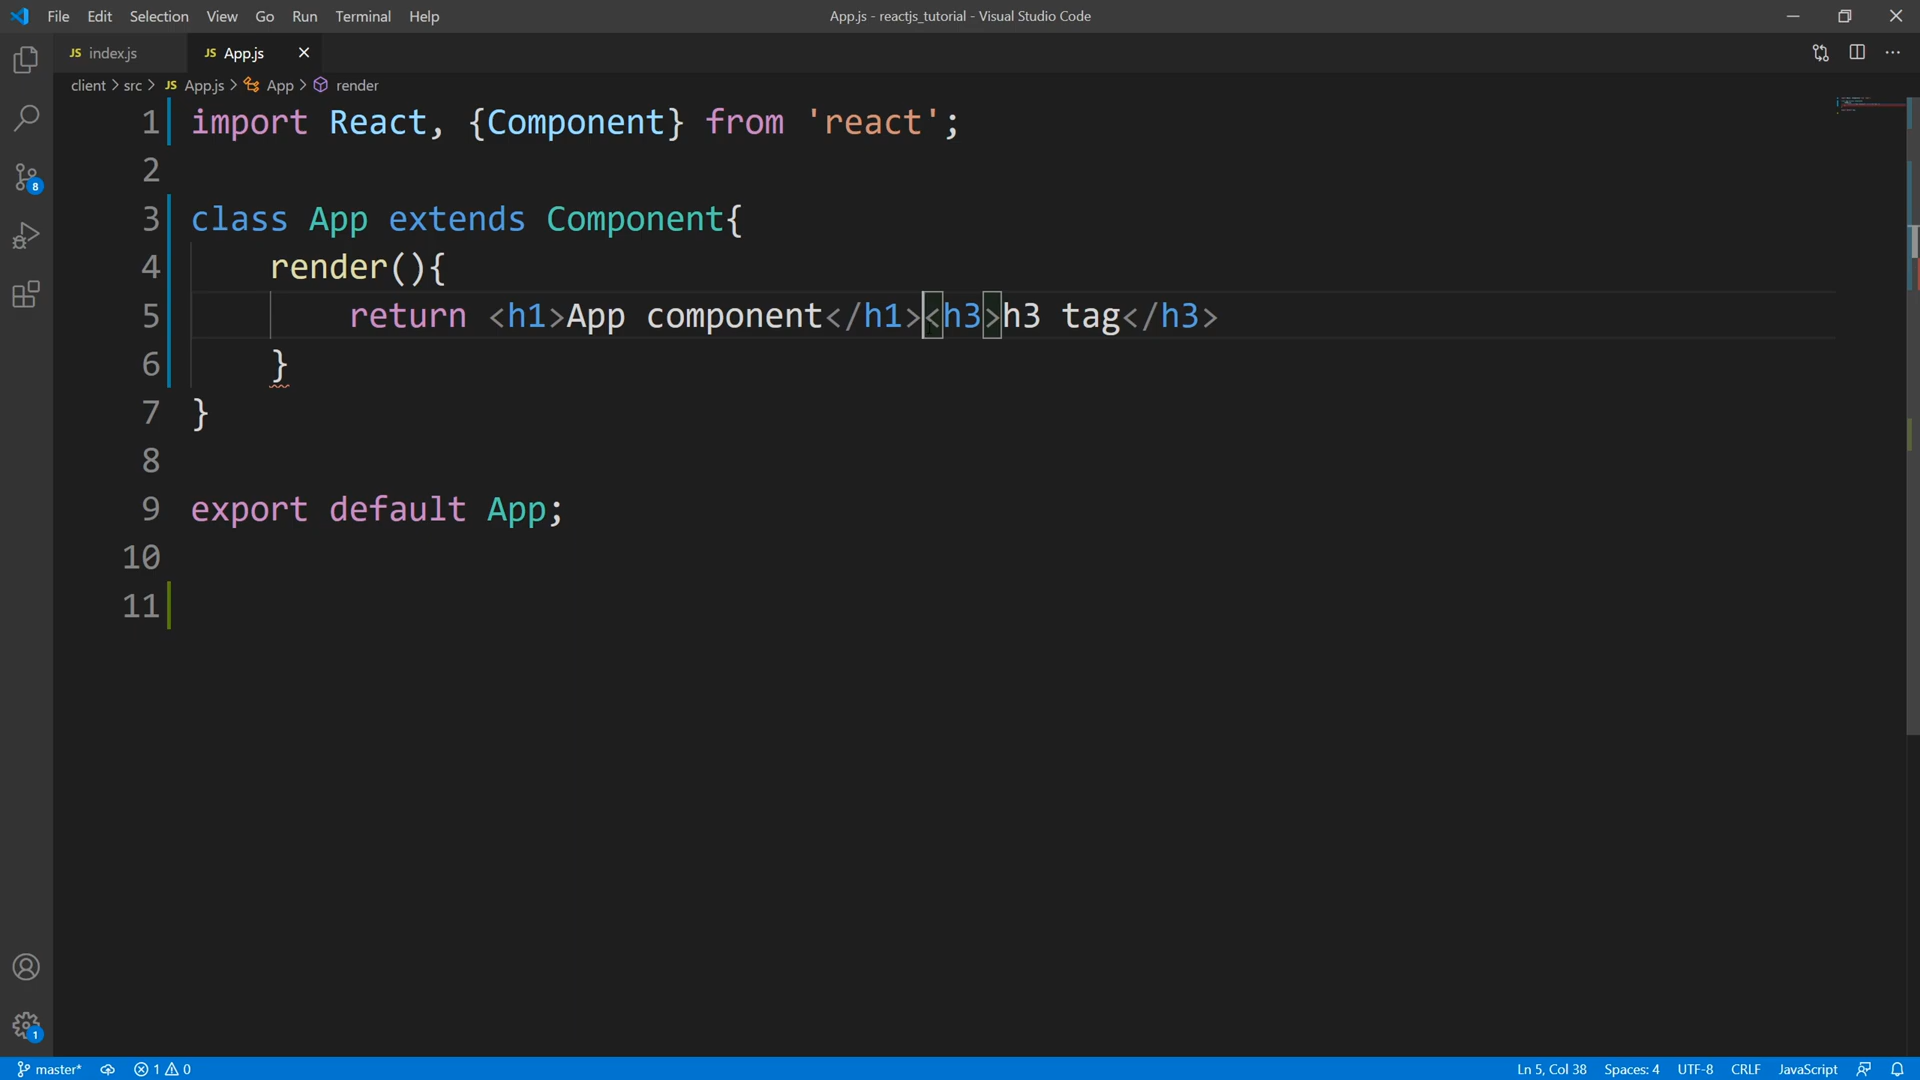 File Edit Selection View Go Run Terminal Help App.js - reactjs_tutorial - Visual Studio Code
JS index.js JS App.js
client > src > JS App.js > App > render
1 import React, {Component} from 'react';
2
3 class App extends Component{
4 render(){
5 return <h1>App component</h1><h3>h3 tag</h3>
6 }
7 }
8
9 export default App;
10
11
8
1
master* 1 0 Ln 5, Col 38 Spaces: 4 UTF-8 CRLF JavaScript